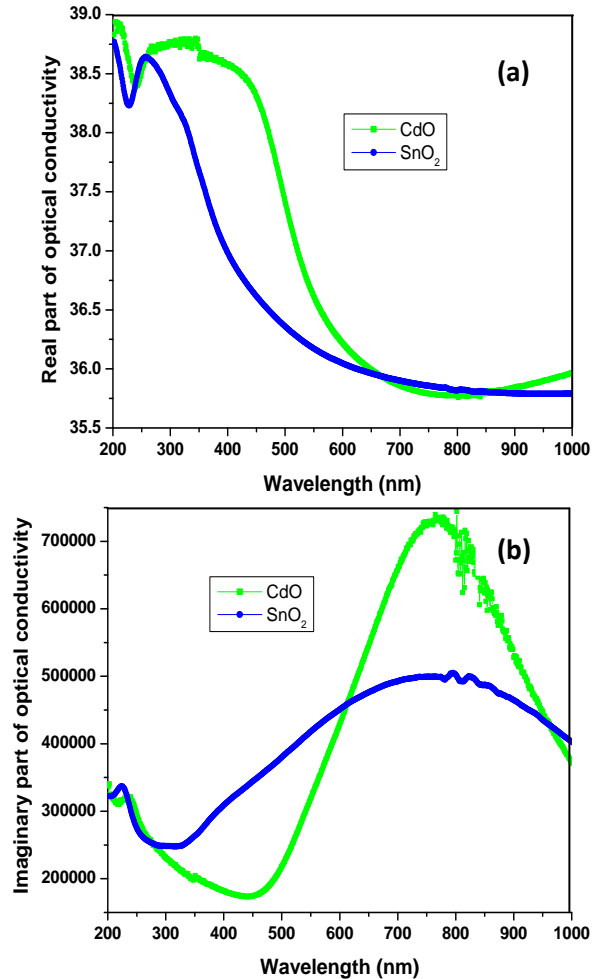 39.0
38.5
38.0
37.5
37.0
36.5
36.0
35.5
Real part of optical conductivity
(a)
CdO
SnO2
200 300 400 500 600 700 800 900 1000
Wavelength (nm)
700000
600000
500000
400000
300000
200000
Imaginary part of optical conductivity
(b)
CdO
SnO2
200 300 400 500 600 700 800 900 1000
Wavelength (nm)